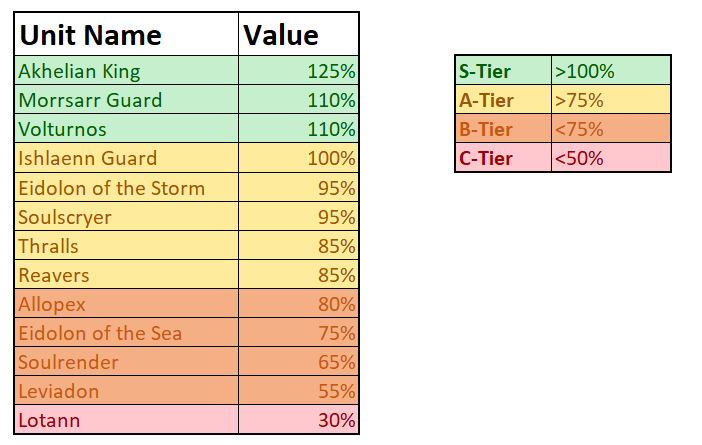 Unit Name Value
Akhelian King 125%
Morrsarr Guard 110%
Volturnos 110%
Ishlaenn Guard 100%
Eidolon of the Storm 95%
Soulscryer 95%
Thralls 85%
Reavers 85%
Allopex 80%
Eidolon of the Sea 75%
Soulrender 65%
Leviadon 55%
Lotann 30%
S-Tier >100%
A-Tier >75%
B-Tier <75%
C-Tier <50%